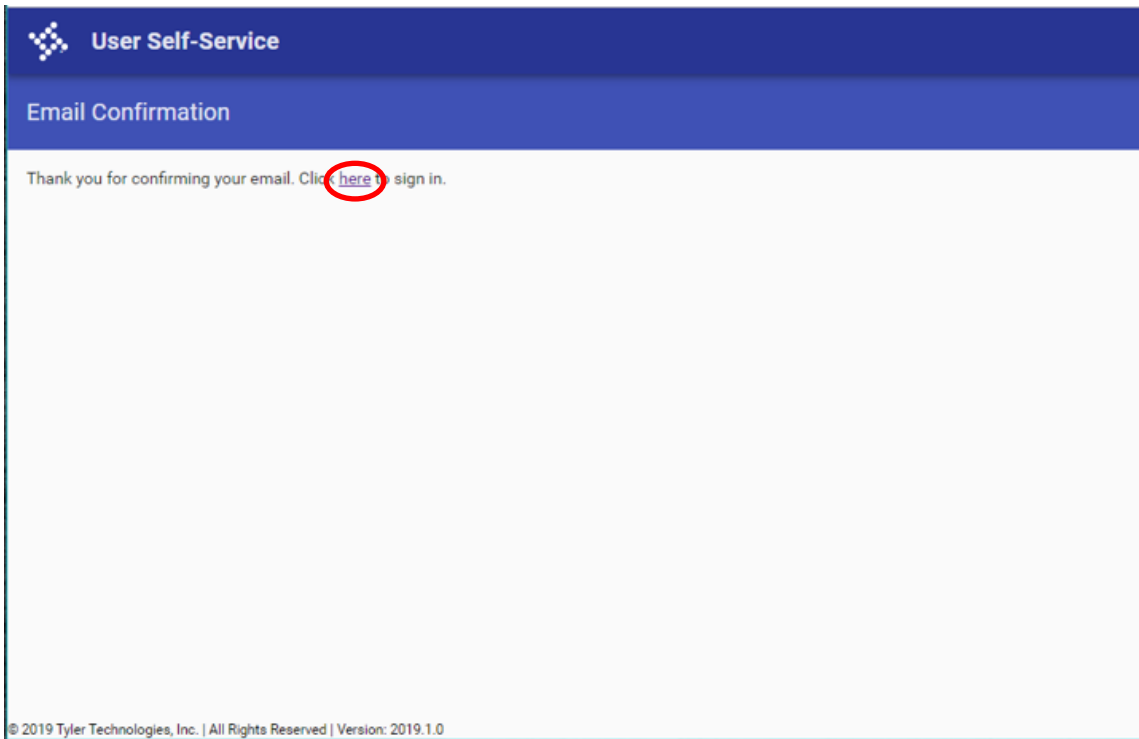 User Self-Service
Email Confirmation
Thank you for confirming your email. Click here to sign in.
© 2019 Tyler Technologies, Inc. | All Rights Reserved | Version: 2019.1.0